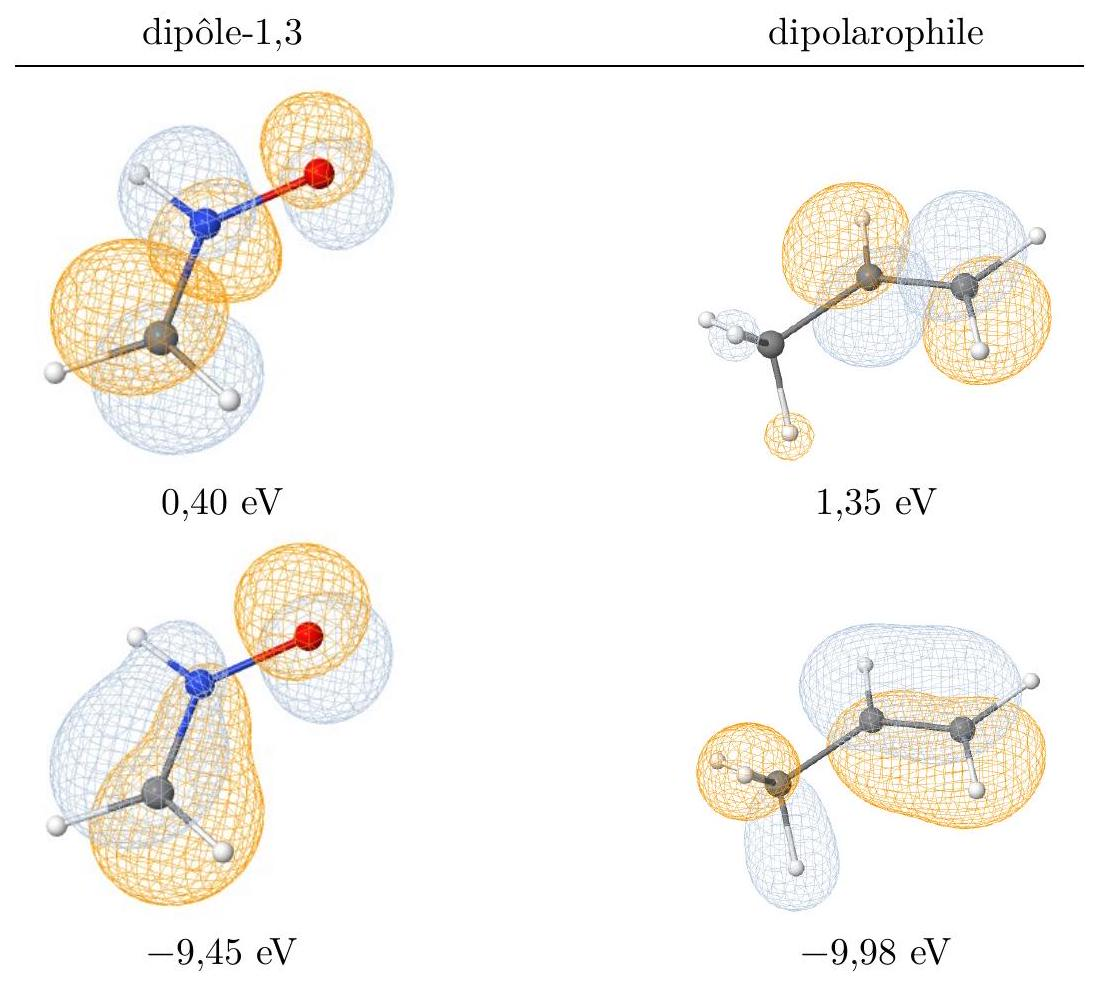 dipôle-1,3 dipolarophile
0,40 eV 1,35 eV
−9,45 eV −9,98 eV